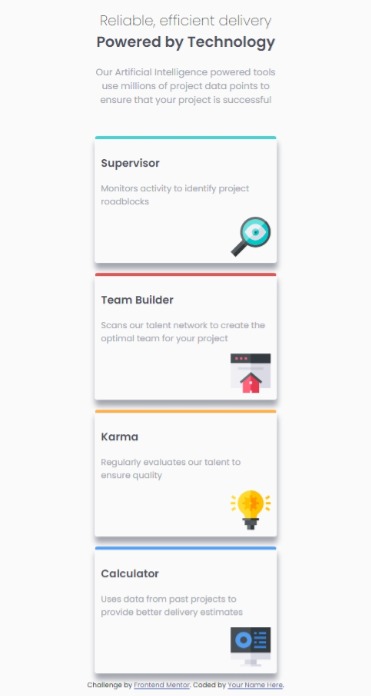 Reliable, efficient delivery
Powered by Technology
Our Artificial Intelligence powered tools
use millions of project data points to
ensure that your project is successful
Supervisor
Monitors activity to identify project
roadblocks
Team Builder
Scans our talent network to create the
optimal team for your project
Karma
Regularly evaluates our talent to
ensure quality
Calculator
Uses data from past projects to
provide better delivery estimates
Challenge by Frontend Mentor. Coded by Your Name Here.